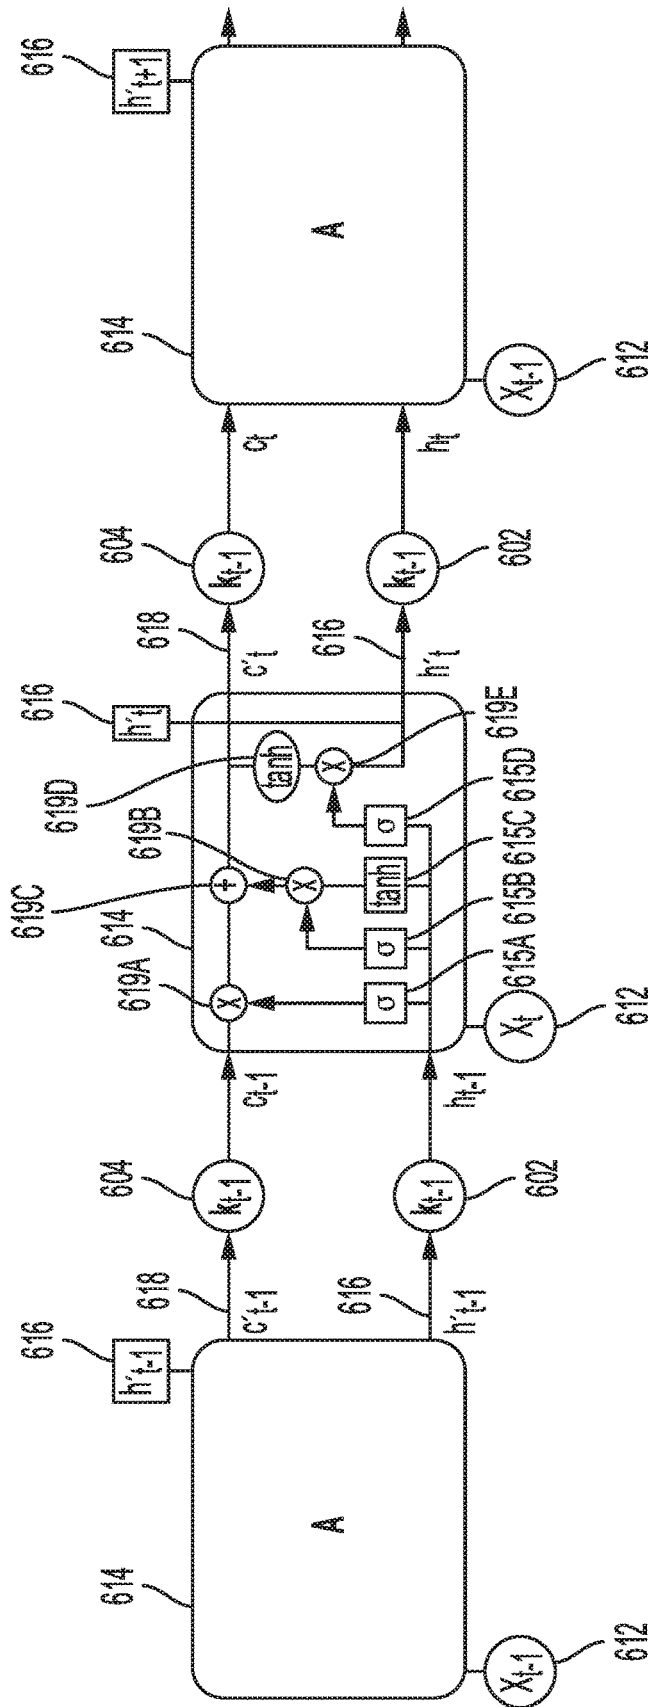 616
h't-1
614
A
618
c't-1
616
h't-1
Xt-1
612
604
kt-1
ct-1
kt-1
602
ht-1
616
h't
614
619C
619A
619B
619D
X
+
X
tanh
X
619E
σ
σ
tanh
σ
615A
615B
615C
615D
Xt
612
618
c't
616
h't
604
kt-1
ct
kt-1
602
ht
616
h't+1
614
A
Xt-1
612